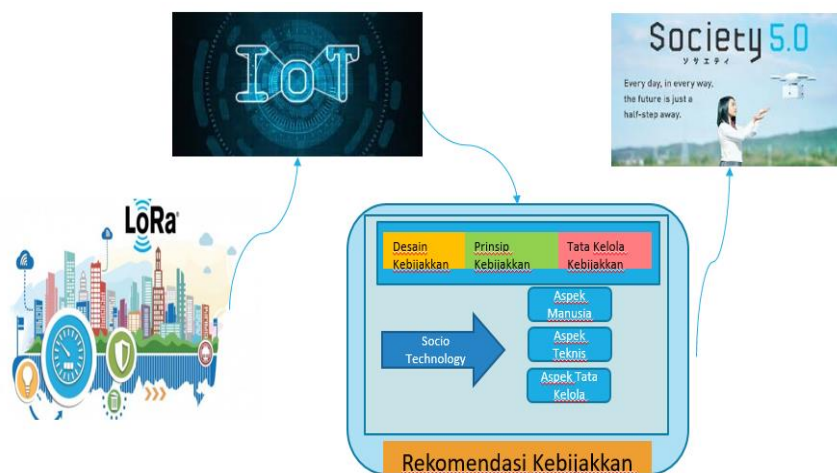 IoT
Society 5.0
ソサエティ
Every day, in every way,
the future is just a
half-step away.
LoRa
Desain
Kebijakkan
Prinsip
Kebijakkan
Tata Kelola
Kebijakkan
Socio
Technology
Aspek
Manusia
Aspek
Teknis
Aspek Tata
Kelola
Rekomendasi Kebijakkan